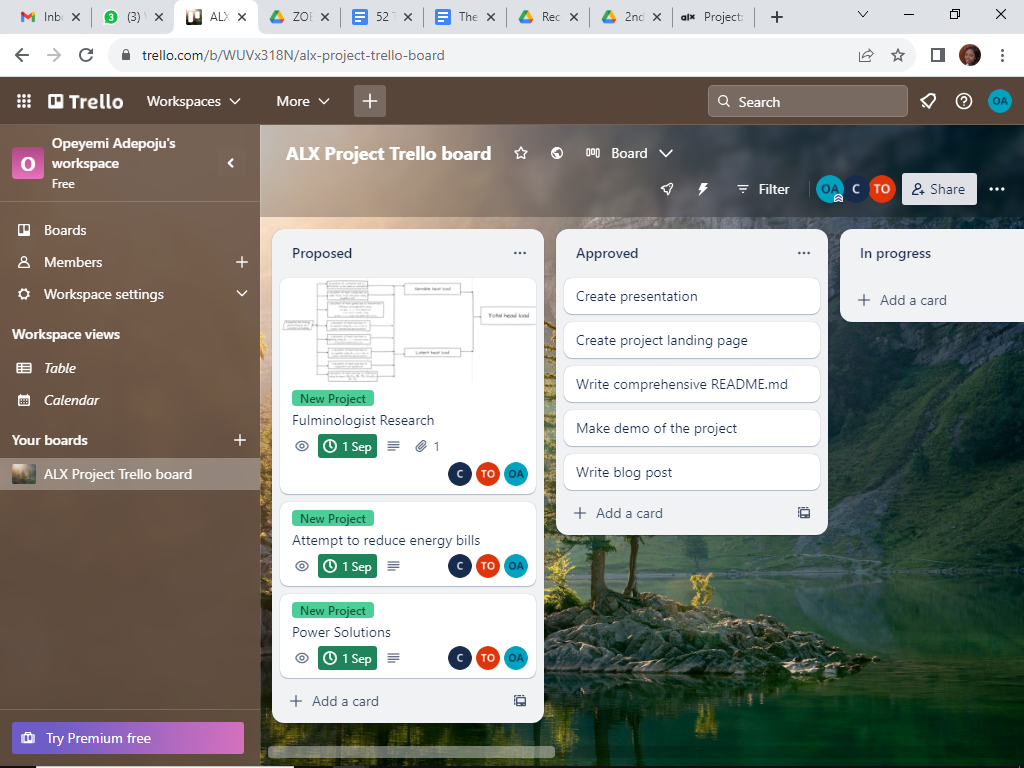 Inb
3
(3)
ALX
ZOE
52
The
Rec
2nd
alx
Project:
trello.com/b/WUVx318N/alx-project-trello-board
Trello
Workspaces
More
Search
OA
O
Opeyemi Adepoju's
workspace
Free
Boards
Members
Workspace settings
Workspace views
Table
Calendar
Your boards
ALX Project Trello board
Try Premium free
ALX Project Trello board
Board
Filter
OA
C
TO
Share
Proposed
Sensible heat load
Total heat load
Latent heat load
New Project
Fulminologist Research
1 Sep
1
C
TO
OA
New Project
Attempt to reduce energy bills
1 Sep
C
TO
OA
New Project
Power Solutions
1 Sep
C
TO
OA
Add a card
Approved
Create presentation
Create project landing page
Write comprehensive README.md
Make demo of the project
Write blog post
Add a card
In progress
Add a card